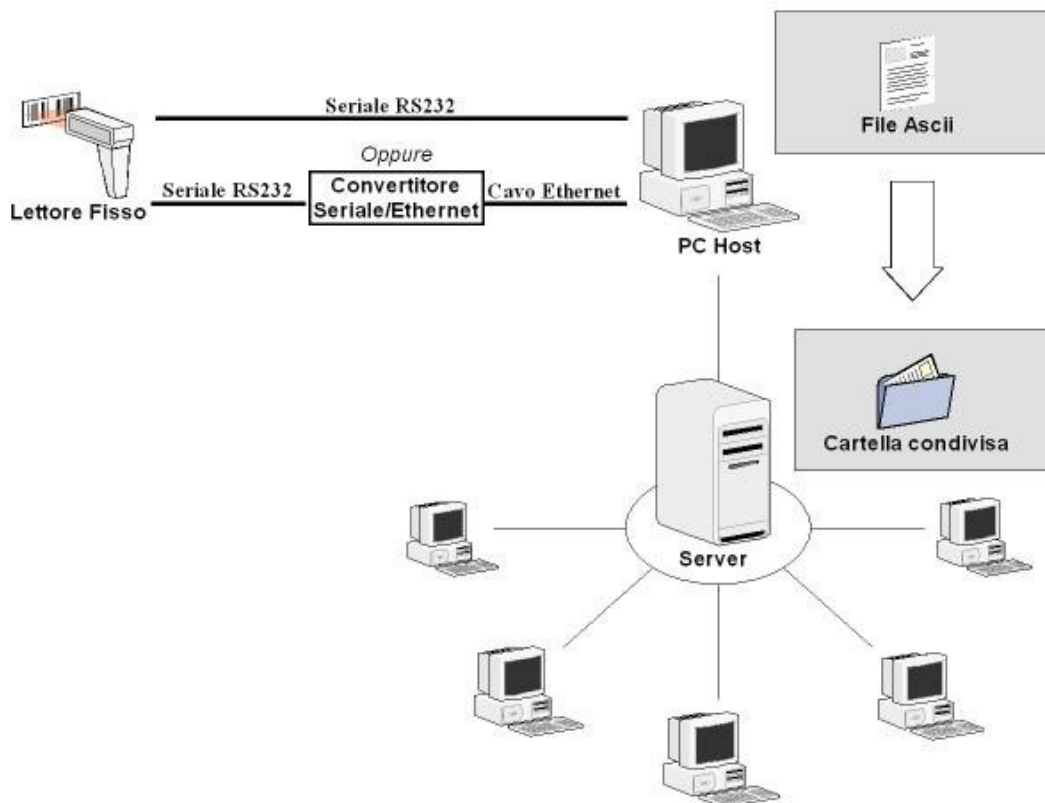 Seriale RS232
File Ascii
Oppure
Seriale RS232
Convertitore
Seriale/Ethernet
Cavo Ethernet
Lettore Fisso
PC Host
Cartella condivisa
Server